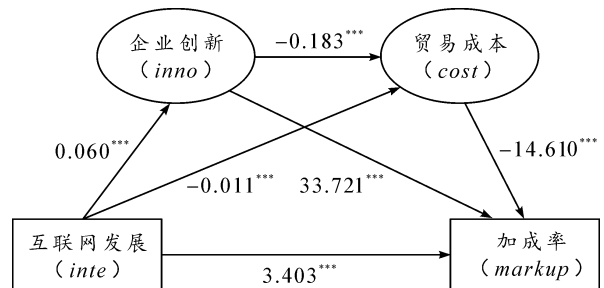 企业创新
(inno)
-0.183***
贸易成本
(cost)
0.060***
-0.011***
33.721***
-14.610***
互联网发展
(inte)
3.403***
加成率
(markup)